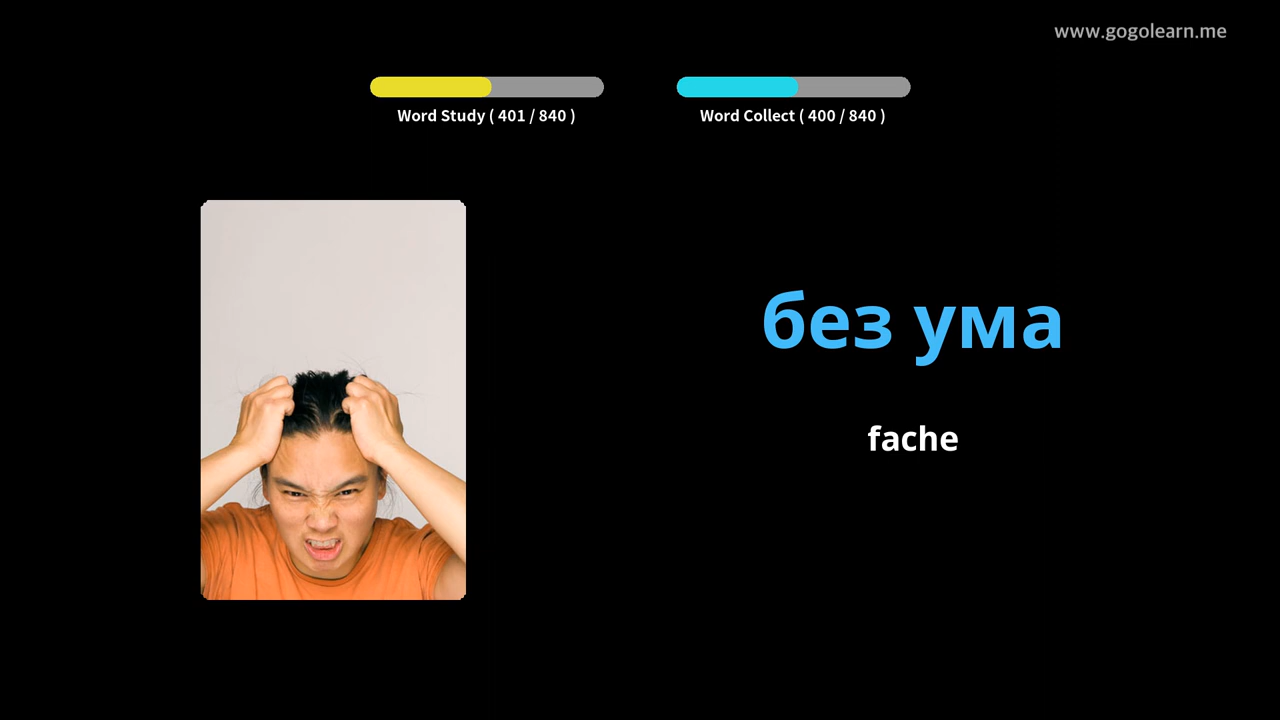 www.gogolearn.me
Word Study ( 401 / 840 )
Word Collect ( 400 / 840 )
без ума
fache